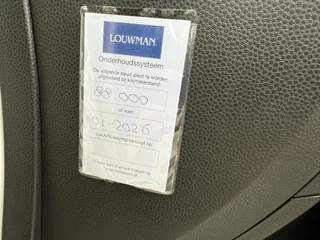 LOUWMAN
Onderhoudssysteem
De volgende beurt dient te worden
uitgevoerd bij kilometerstand:
of vóór:
01-2026
Uw APK-keuring verloopt op: